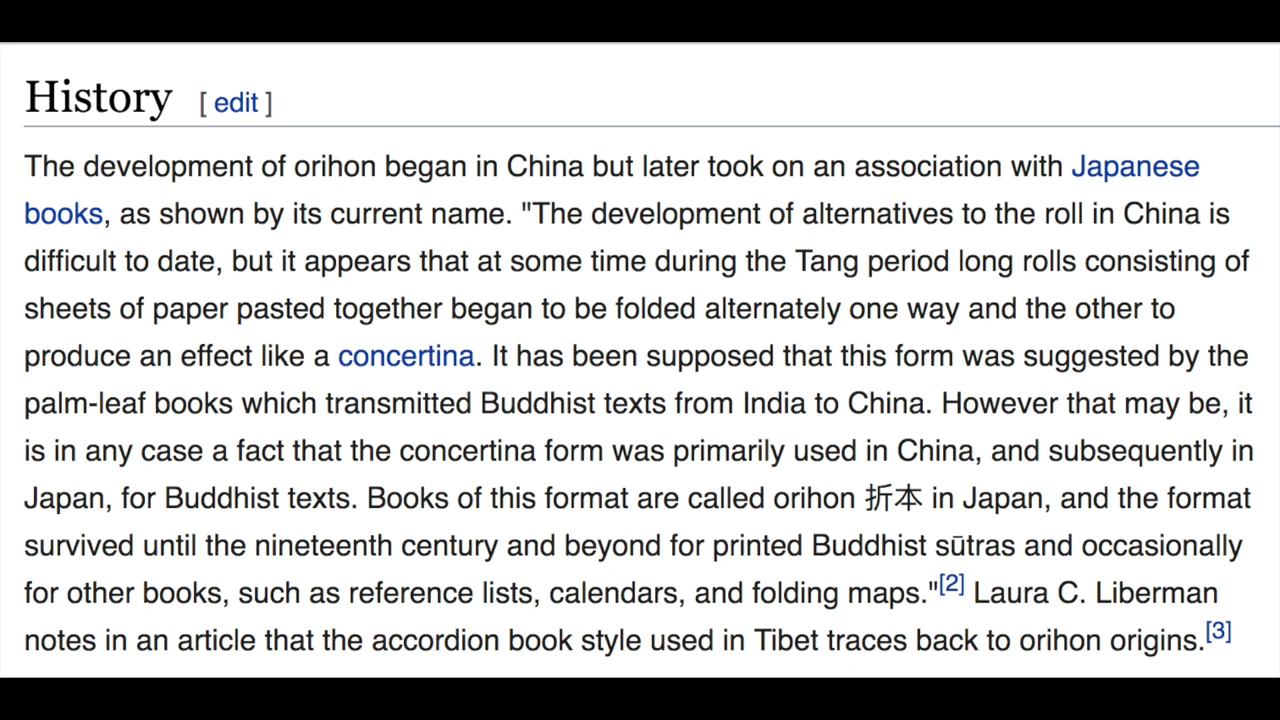 History [ edit ]
The development of orihon began in China but later took on an association with Japanese
books, as shown by its current name. "The development of alternatives to the roll in China is
difficult to date, but it appears that at some time during the Tang period long rolls consisting of
sheets of paper pasted together began to be folded alternately one way and the other to
produce an effect like a concertina. It has been supposed that this form was suggested by the
palm-leaf books which transmitted Buddhist texts from India to China. However that may be, it
is in any case a fact that the concertina form was primarily used in China, and subsequently in
Japan, for Buddhist texts. Books of this format are called orihon 折本 in Japan, and the format
survived until the nineteenth century and beyond for printed Buddhist sūtras and occasionally
for other books, such as reference lists, calendars, and folding maps."[2] Laura C. Liberman
notes in an article that the accordion book style used in Tibet traces back to orihon origins.[3]